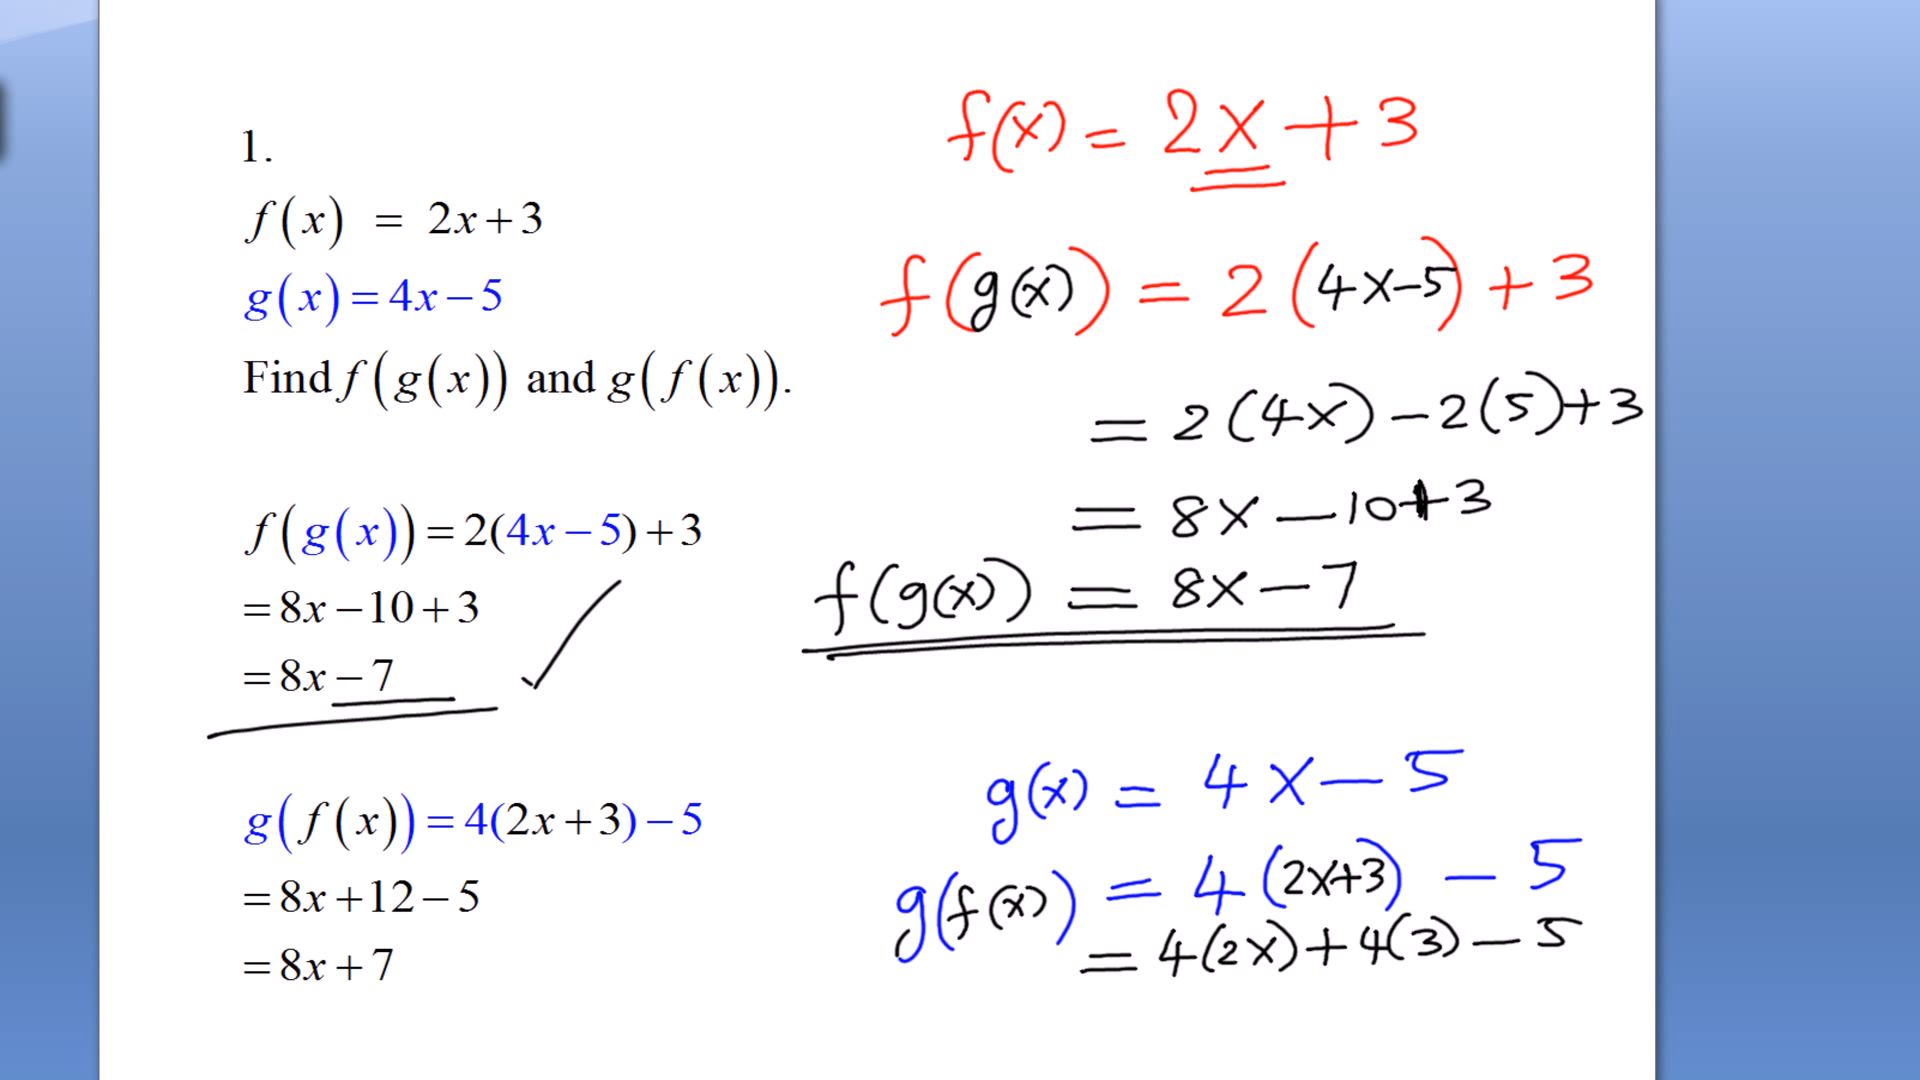 1.
f(x) = 2x+3
g(x)=4x−5
Find f(g(x)) and g(f(x)).
f(g(x))=2(4x−5)+3
=8x−10+3
=8x−7
g(f(x))=4(2x+3)−5
=8x+12−5
=8x+7
f(x) = 2x+3
f(g(x)) = 2(4x−5)+3
= 2(4x)−2(5)+3
= 8x−10+3
f(g(x)) = 8x−7
g(x) = 4x−5
g(f(x)) = 4(2x+3) − 5
= 4(2x)+4(3)−5